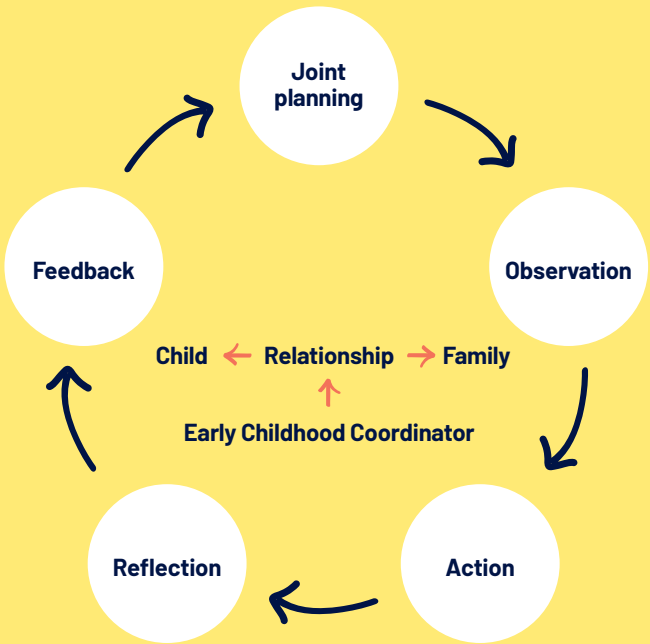 Joint
planning
Observation
Feedback
Child Relationship Family
Early Childhood Coordinator
Reflection
Action